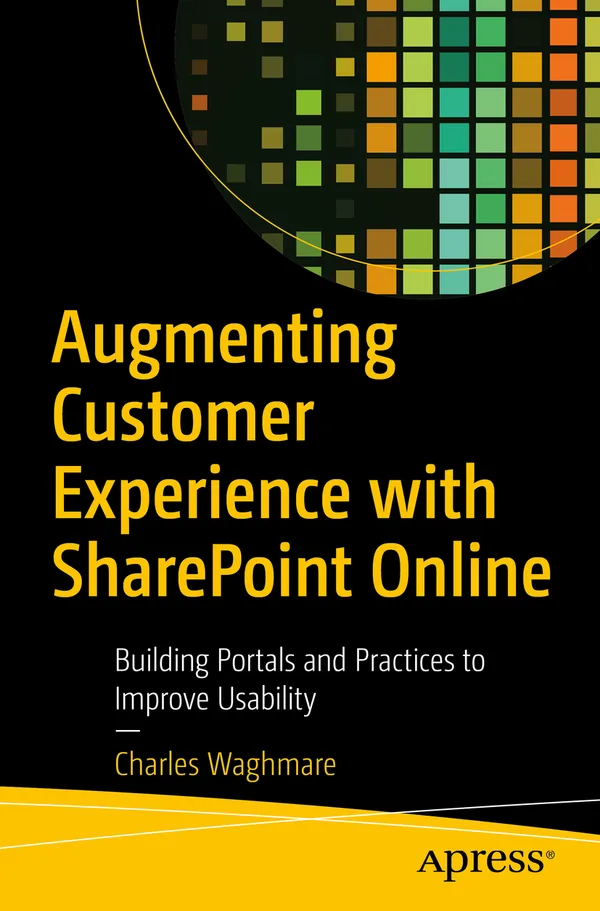 Augmenting
Customer
Experience with
SharePoint Online
Building Portals and Practices to
Improve Usability
Charles Waghmare
Apress®